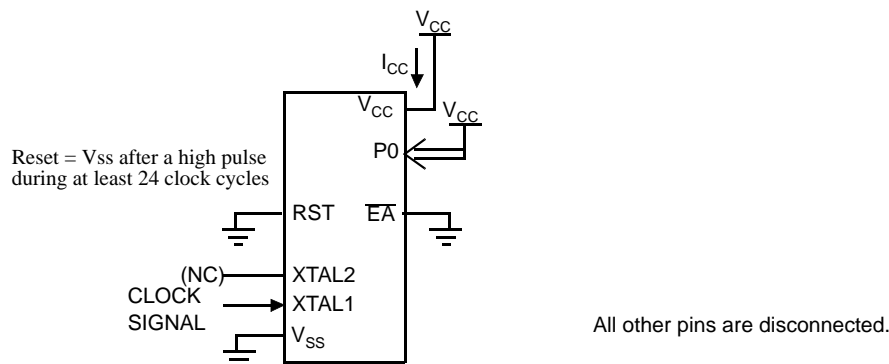 VCC
ICC
VCC
VCC
P0
Reset = Vss after a high pulse
during at least 24 clock cycles
RST
EA
(NC)
XTAL2
CLOCK
SIGNAL
XTAL1
VSS
All other pins are disconnected.